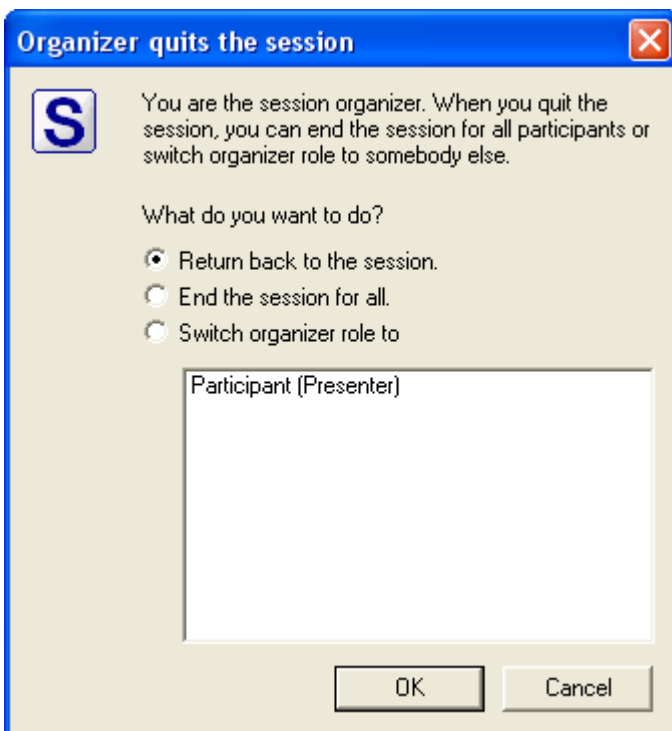 Organizer quits the session
S
You are the session organizer. When you quit the
session, you can end the session for all participants or
switch organizer role to somebody else.
What do you want to do?
Return back to the session.
End the session for all.
Switch organizer role to
Participant (Presenter)
OK
Cancel